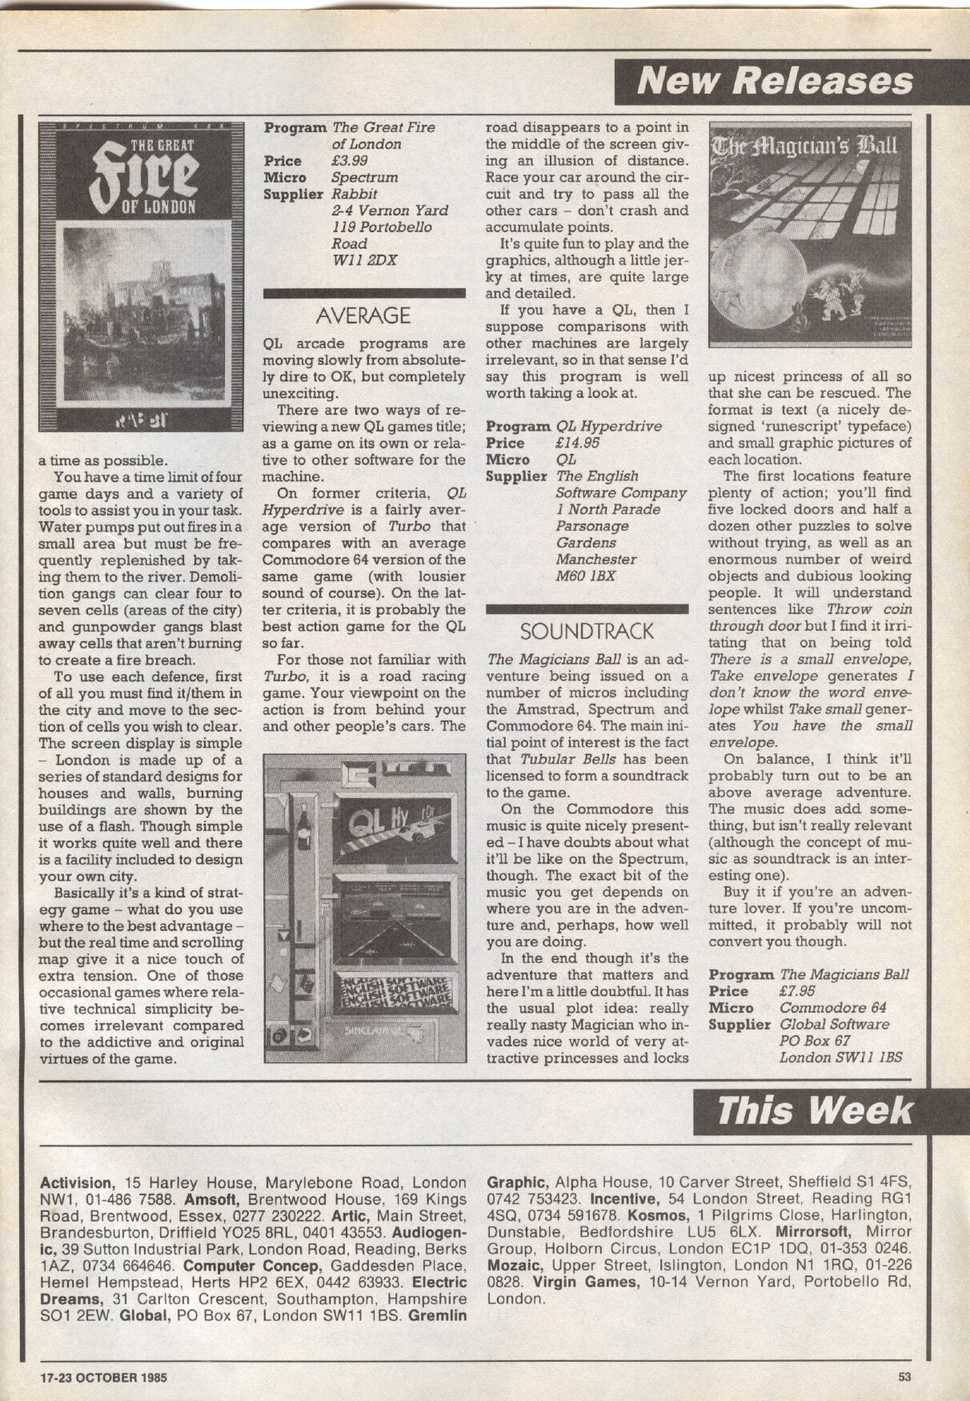 New Releases
SPECTRUM 48K
THE GREAT
Fire
OF LONDON
a time as possible.
You have a time limit of four
game days and a variety of
tools to assist you in your task.
Water pumps put out fires in a
small area but must be fre-
quently replenished by tak-
ing them to the river. Demoli-
tion gangs can clear four to
seven cells (areas of the city)
and gunpowder gangs blast
away cells that aren't burning
to create a fire breach.
To use each defence, first
of all you must find it/them in
the city and move to the sec-
tion of cells you wish to clear.
The screen display is simple
– London is made up of a
series of standard designs for
houses and walls, burning
buildings are shown by the
use of a flash. Though simple
it works quite well and there
is a facility included to design
your own city.
Basically it's a kind of strat-
egy game – what do you use
where to the best advantage –
but the real time and scrolling
map give it a nice touch of
extra tension. One of those
occasional games where rela-
tive technical simplicity be-
comes irrelevant compared
to the addictive and original
virtues of the game.
Program The Great Fire
of London
Price £3.99
Micro Spectrum
Supplier Rabbit
2-4 Vernon Yard
119 Portobello
Road
W11 2DX
AVERAGE
QL arcade programs are
moving slowly from absolute-
ly dire to OK, but completely
unexciting.
There are two ways of re-
viewing a new QL games title;
as a game on its own or rela-
tive to other software for the
machine.
On former criteria, QL
Hyperdrive is a fairly aver-
age version of Turbo that
compares with an average
Commodore 64 version of the
same game (with lousier
sound of course). On the lat-
ter criteria, it is probably the
best action game for the QL
so far.
For those not familiar with
Turbo, it is a road racing
game. Your viewpoint on the
action is from behind your
and other people's cars. The
QL Hy
ENGLISH SOFTWARE
ENGLISH SOFTWARE
ENGLISH SOFTWARE
SINCLAIR QL
road disappears to a point in
the middle of the screen giv-
ing an illusion of distance.
Race your car around the cir-
cuit and try to pass all the
other cars – don't crash and
accumulate points.
It's quite fun to play and the
graphics, although a little jer-
ky at times, are quite large
and detailed.
If you have a QL, then I
suppose comparisons with
other machines are largely
irrelevant, so in that sense I'd
say this program is well
worth taking a look at.
Program QL Hyperdrive
Price £14.95
Micro QL
Supplier The English
Software Company
1 North Parade
Parsonage
Gardens
Manchester
M60 1BX
SOUNDTRACK
The Magicians Ball is an ad-
venture being issued on a
number of micros including
the Amstrad, Spectrum and
Commodore 64. The main ini-
tial point of interest is the fact
that Tubular Bells has been
licensed to form a soundtrack
to the game.
On the Commodore this
music is quite nicely present-
ed – I have doubts about what
it'll be like on the Spectrum,
though. The exact bit of the
music you get depends on
where you are in the adven-
ture and, perhaps, how well
you are doing.
In the end though it's the
adventure that matters and
here I'm a little doubtful. It has
the usual plot idea: really
really nasty Magician who in-
vades nice world of very at-
tractive princesses and locks
The Magician's Ball
up nicest princess of all so
that she can be rescued. The
format is text (a nicely de-
signed 'runescript' typeface)
and small graphic pictures of
each location.
The first locations feature
plenty of action; you'll find
five locked doors and half a
dozen other puzzles to solve
without trying, as well as an
enormous number of weird
objects and dubious looking
people. It will understand
sentences like Throw coin
through door but I find it irri-
tating that on being told
There is a small envelope,
Take envelope generates I
don't know the word enve-
lope whilst Take small gener-
ates You have the small
envelope.
On balance, I think it'll
probably turn out to be an
above average adventure.
The music does add some-
thing, but isn't really relevant
(although the concept of mu-
sic as soundtrack is an inter-
esting one).
Buy it if you're an adven-
ture lover. If you're uncom-
mitted, it probably will not
convert you though.
Program The Magicians Ball
Price £7.95
Micro Commodore 64
Supplier Global Software
PO Box 67
London SW11 1BS
This Week
Activision, 15 Harley House, Marylebone Road, London
NW1, 01-486 7588. Amsoft, Brentwood House, 169 Kings
Road, Brentwood, Essex, 0277 230222. Artic, Main Street,
Brandesburton, Driffield YO25 8RL, 0401 43553. Audiogen-
ic, 39 Sutton Industrial Park, London Road, Reading, Berks
1AZ, 0734 664646. Computer Concep, Gaddesden Place,
Hemel Hempstead, Herts HP2 6EX, 0442 63933. Electric
Dreams, 31 Carlton Crescent, Southampton, Hampshire
SO1 2EW. Global, PO Box 67, London SW11 1BS. Gremlin
Graphic, Alpha House, 10 Carver Street, Sheffield S1 4FS,
0742 753423. Incentive, 54 London Street, Reading RG1
4SQ, 0734 591678. Kosmos, 1 Pilgrims Close, Harlington,
Dunstable, Bedfordshire LU5 6LX. Mirrorsoft, Mirror
Group, Holborn Circus, London EC1P 1DQ, 01-353 0246.
Mozaic, Upper Street, Islington, London N1 1RQ, 01-226
0828. Virgin Games, 10-14 Vernon Yard, Portobello Rd,
London.
17-23 OCTOBER 1985
53